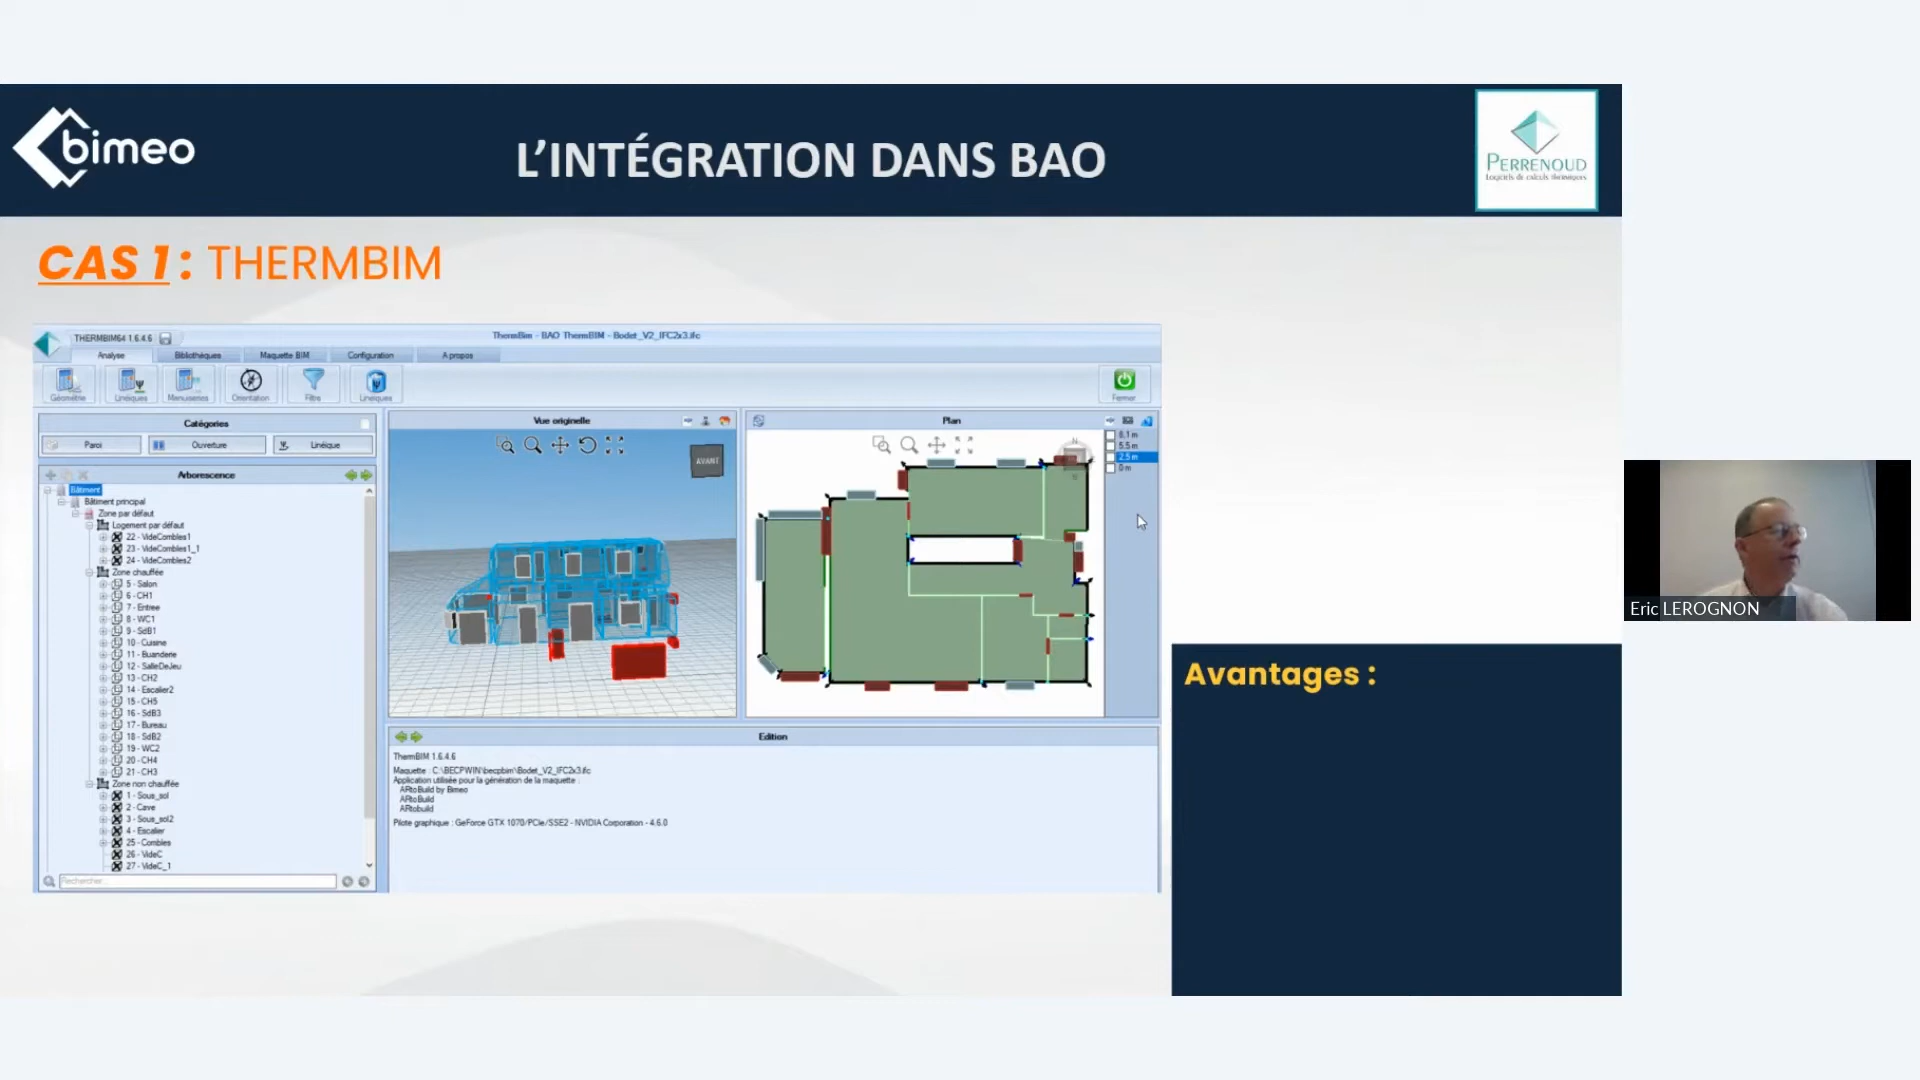 bimeo
L'INTÉGRATION DANS BAO
PERRENOUD
Logiciels de calculs thermiques
CAS 1 : THERMBIM
THERMBIM64 1.6.4.6
ThermBim - BAO ThermBIM - Bodet_V2_IFC2x3.ifc
Analyse
Bibliothèques
Maquette BIM
Configuration
A propos
Géométrie
Linéiques
Menuiseries
Orientation
Filtre
Linéiques
Fermer
Catégories
Paroi
Ouverture
Linéique
Arborescence
Bâtiment
Bâtiment principal
Zone par défaut
Logement par défaut
22 - VideCombles1
23 - VideCombles1_1
24 - VideCombles2
Zone chauffée
5 - Salon
6 - CH1
7 - Entree
8 - WC1
9 - SdB1
10 - Cuisine
11 - Buanderie
12 - SalleDeJeu
13 - CH2
14 - Escalier2
15 - CH5
16 - SdB3
17 - Bureau
18 - SdB2
19 - WC2
20 - CH4
21 - CH3
Zone non chauffée
1 - Sous_sol
2 - Cave
3 - Sous_sol2
4 - Escalier
25 - Combles
26 - VideC
27 - VideC_1
Rechercher...
Vue originelle
AVANT
Plan
N
8.1 m
5.5 m
2.5 m
0 m
Edition
ThermBIM 1.6.4.6
Maquette : C:\BECPWIN\becpbim\Bodet_V2_IFC2x3.ifc
Application utilisée pour la génération de la maquette :
ARtoBuild by Bimeo
ARtoBuild
ARtobuild
Pilote graphique : GeForce GTX 1070/PCIe/SSE2 - NVIDIA Corporation - 4.6.0
Avantages :
Eric LEROGNON